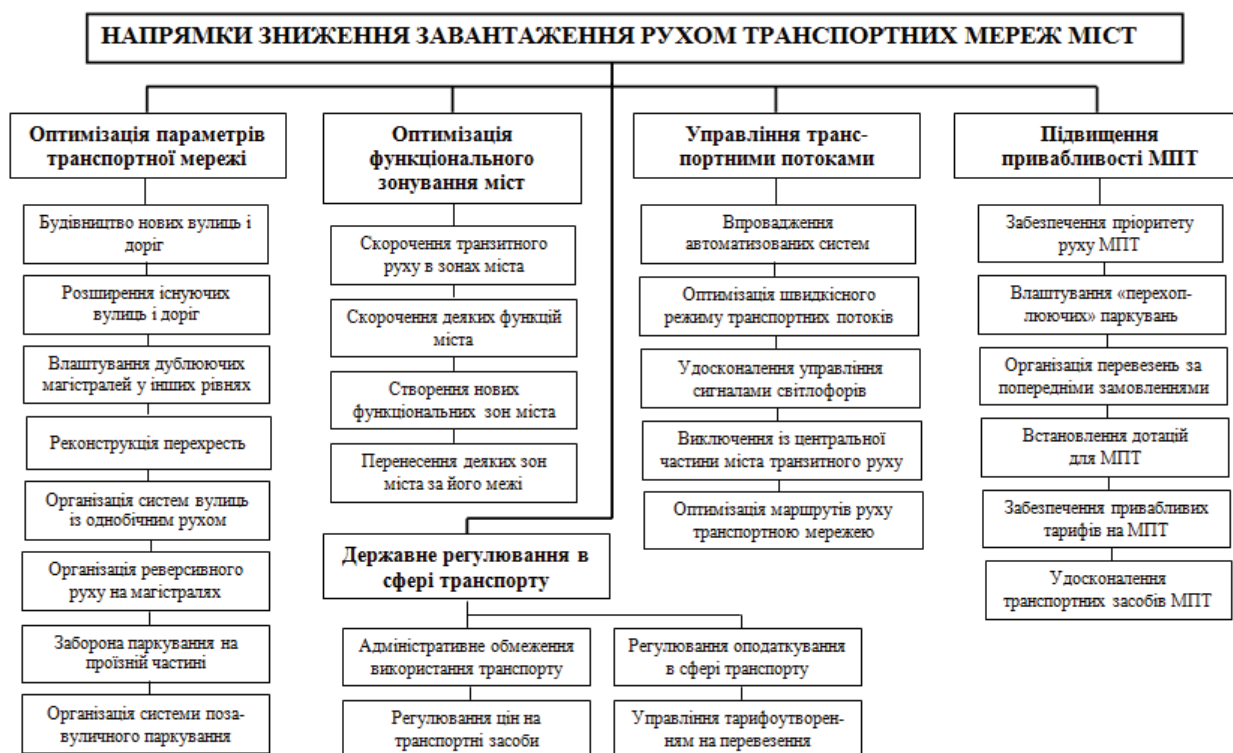 НАПРЯМКИ ЗНИЖЕННЯ ЗАВАНТАЖЕННЯ РУХОМ ТРАНСПОРТНИХ МЕРЕЖ МІСТ
Оптимізація параметрів
транспортної мережі
Будівництво нових вулиць і
доріг
Розширення існуючих
вулиць і доріг
Влаштування дублюючих
магістралей у інших рівнях
Реконструкція перехресть
Організація систем вулиць
із однобічним рухом
Організація реверсивного
руху на магістралях
Заборона паркування на
проїзній частині
Організація системи поза-
вуличного паркування
Оптимізація
функціонального
зонування міст
Скорочення транзитного
руху в зонах міста
Скорочення деяких функцій
міста
Створення нових
функціональних зон міста
Перенесення деяких зон
міста за його межі
Управління транс-
портними потоками
Впровадження
автоматизованих систем
Оптимізація швидкісного
режиму транспортних потоків
Удосконалення управління
сигналами світлофорів
Виключення із центральної
частини міста транзитного руху
Оптимізація маршрутів руху
транспортною мережею
Підвищення
привабливості МПТ
Забезпечення пріоритету
руху МПТ
Влаштування «перехоп-
люючих» паркувань
Організація перевезень за
попередніми замовленнями
Встановлення дотацій
для МПТ
Забезпечення привабливих
тарифів на МПТ
Удосконалення
транспортних засобів МПТ
Державне регулювання в
сфері транспорту
Адміністративне обмеження
використання транспорту
Регулювання цін на
транспортні засоби
Регулювання оподаткування
в сфері транспорту
Управління тарифоутворен-
ням на перевезення